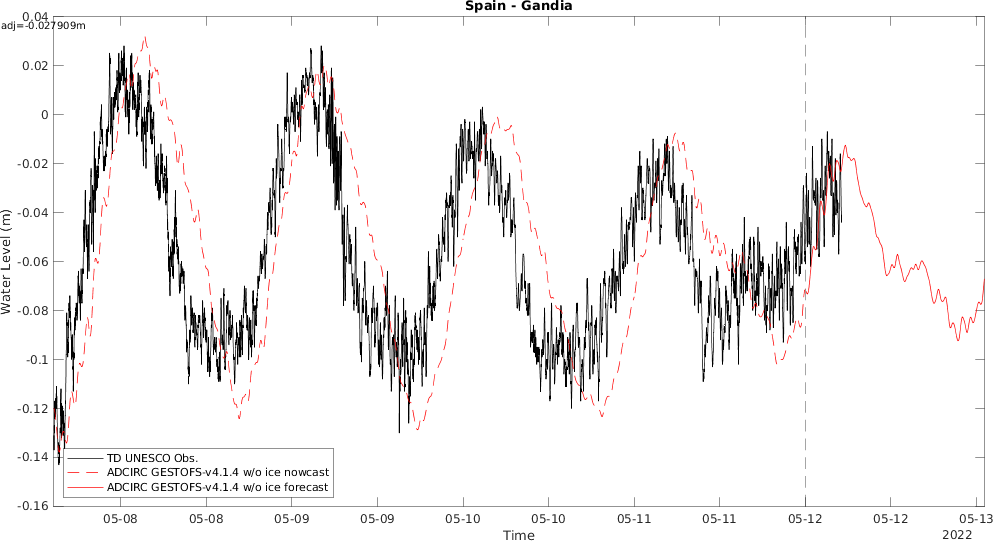 Spain - Gandia
adj=-0.027909m
0.04
0.02
0
-0.02
-0.04
-0.06
-0.08
-0.1
-0.12
-0.14
-0.16
Water Level (m)
TD UNESCO Obs.
ADCIRC GESTOFS-v4.1.4 w/o ice nowcast
ADCIRC GESTOFS-v4.1.4 w/o ice forecast
05-08 05-08 05-09 05-09 05-10 05-10 05-11 05-11 05-12 05-12 05-13
Time
2022